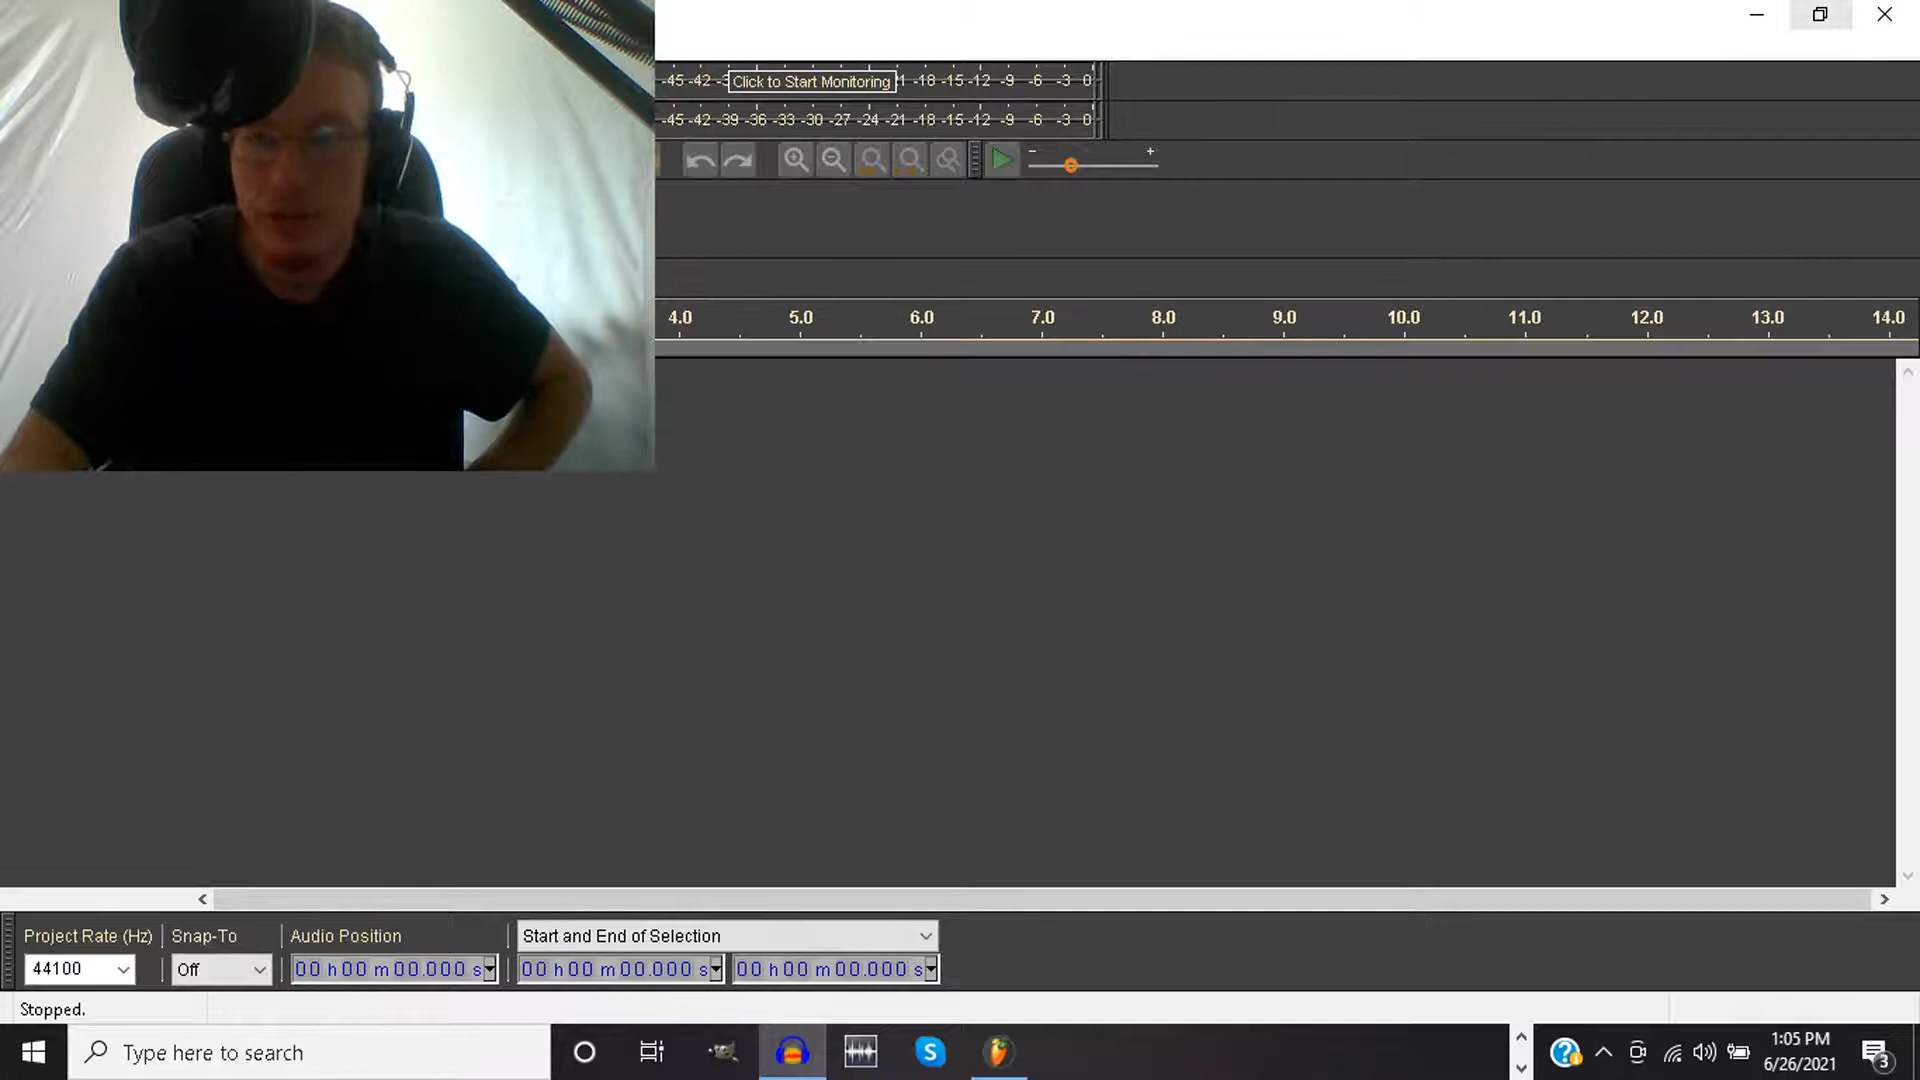 -45 -42 -3 Click to Start Monitoring 1 -18 -15 -12 -9 -6 -3 0
-45 -42 -39 -36 -33 -30 -27 -24 -21 -18 -15 -12 -9 -6 -3 0
- +
4.0 5.0 6.0 7.0 8.0 9.0 10.0 11.0 12.0 13.0 14.0
Project Rate (Hz) Snap-To Audio Position Start and End of Selection
44100 Off 00 h 00 m 00.000 s 00 h 00 m 00.000 s 00 h 00 m 00.000 s
Stopped.
Type here to search
1:05 PM
6/26/2021
3